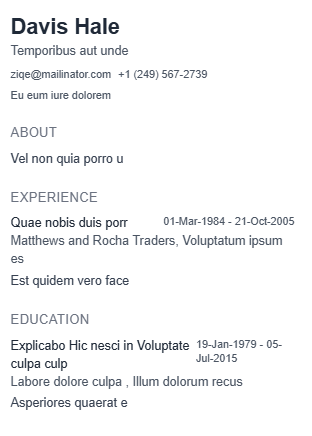 Davis Hale
Temporibus aut unde
ziqe@mailinator.com +1 (249) 567-2739
Eu eum iure dolorem
ABOUT
Vel non quia porro u
EXPERIENCE
Quae nobis duis porr 01-Mar-1984 - 21-Oct-2005
Matthews and Rocha Traders, Voluptatum ipsum
es
Est quidem vero face
EDUCATION
Explicabo Hic nesci in Voluptate 19-Jan-1979 - 05-
culpa culp Jul-2015
Labore dolore culpa , Illum dolorum recus
Asperiores quaerat e